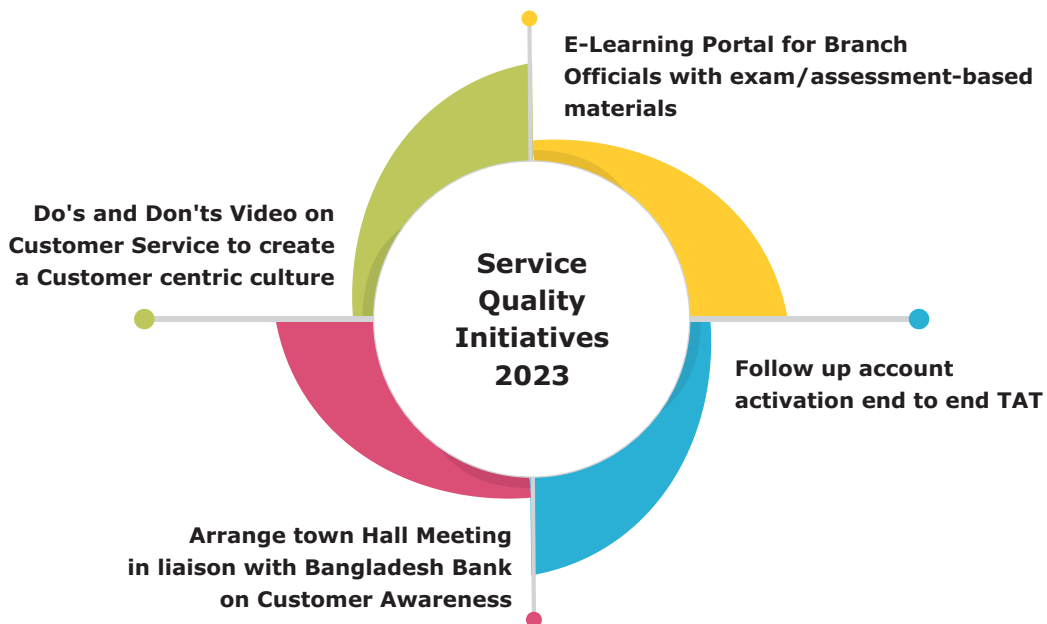 E-Learning Portal for Branch
Officials with exam/assessment-based
materials
Do's and Don'ts Video on
Customer Service to create
a Customer centric culture
Service
Quality
Initiatives
2023
Follow up account
activation end to end TAT
Arrange town Hall Meeting
in liaison with Bangladesh Bank
on Customer Awareness